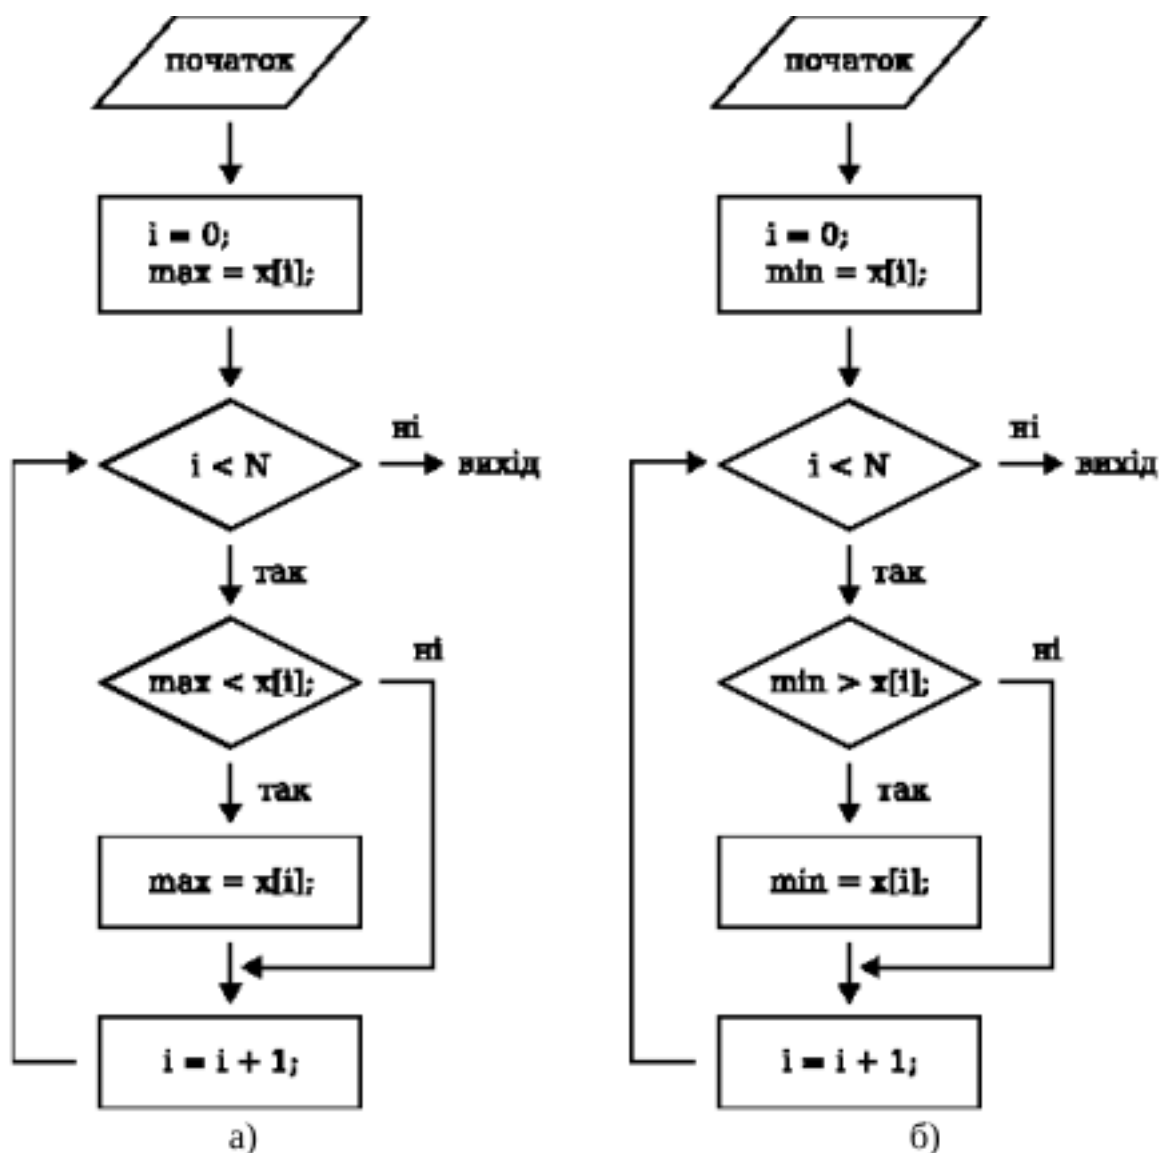 початок
i = 0;
max = x[i];
i < N
ні
вихід
так
max < x[i];
ні
так
max = x[i];
i = i + 1;
а)
початок
i = 0;
min = x[i];
i < N
ні
вихід
так
min > x[i];
ні
так
min = x[i];
i = i + 1;
б)